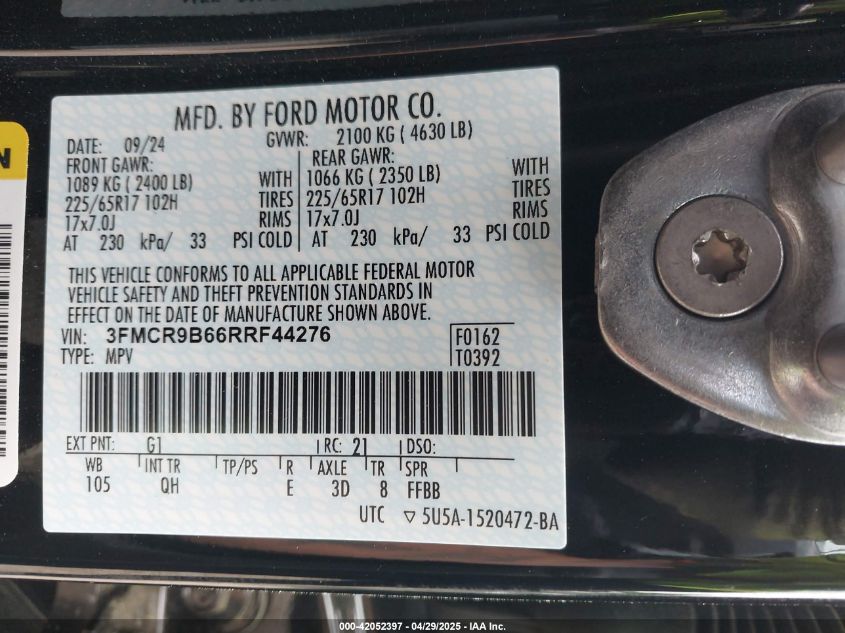 MFD. BY FORD MOTOR CO.
DATE: 09/24 GVWR: 2100 KG ( 4630 LB)
FRONT GAWR: REAR GAWR:
1089 KG ( 2400 LB) WITH 1066 KG ( 2350 LB) WITH
225/65R17 102H TIRES 225/65R17 102H TIRES
17x7.0J RIMS 17x7.0J RIMS
AT 230 kPa/ 33 PSI COLD AT 230 kPa/ 33 PSI COLD
THIS VEHICLE CONFORMS TO ALL APPLICABLE FEDERAL MOTOR
VEHICLE SAFETY AND THEFT PREVENTION STANDARDS IN
EFFECT ON THE DATE OF MANUFACTURE SHOWN ABOVE.
VIN: 3FMCR9B66RRF44276 F0162
TYPE: MPV T0392
EXT PNT: G1 RC: 21 DSO:
WB INT TR TP/PS R AXLE TR SPR
105 QH E 3D 8 FFBB
UTC ▽ 5U5A-1520472-BA
000-42052397 - 04/29/2025 - IAA Inc.